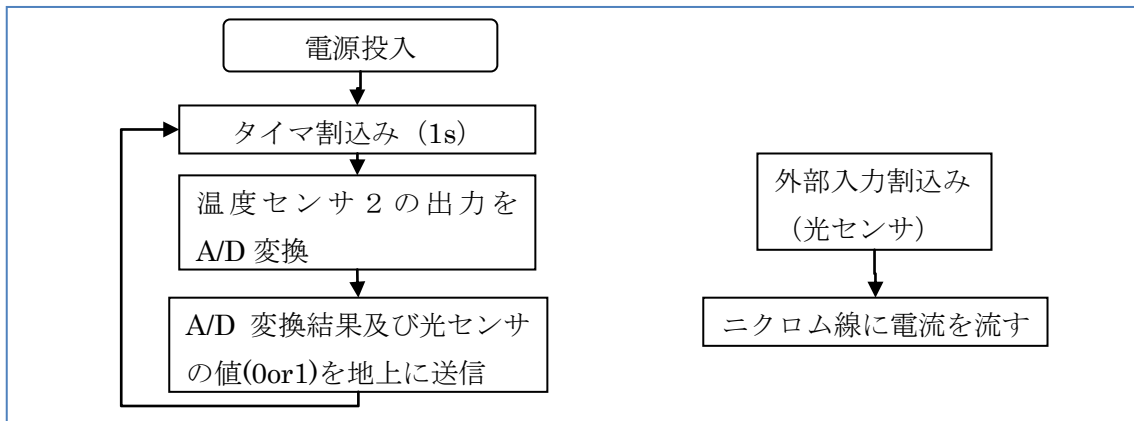 電源投入
タイマ割込み（1s）
温度センサ２の出力を
A/D 変換
A/D 変換結果及び光センサ
の値(0or1)を地上に送信
外部入力割込み
（光センサ）
ニクロム線に電流を流す